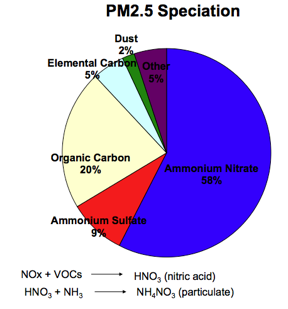 PM2.5 Speciation
Dust
2%
Elemental Carbon
5%
Other
5%
Organic Carbon
20%
Ammonium Nitrate
58%
Ammonium Sulfate
9%
NOx + VOCs ⟶ HNO₃ (nitric acid)
HNO₃ + NH₃ ⟶ NH₄NO₃ (particulate)